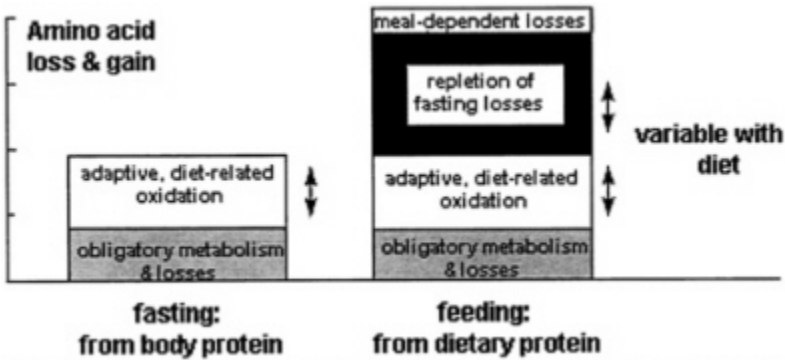 Amino acid
loss & gain
meal-dependent losses
repletion of
fasting losses
variable with
diet
adaptive, diet-related
oxidation
adaptive, diet-related
oxidation
obligatory metabolism
& losses
obligatory metabolism
& losses
fasting:
from body protein
feeding:
from dietary protein